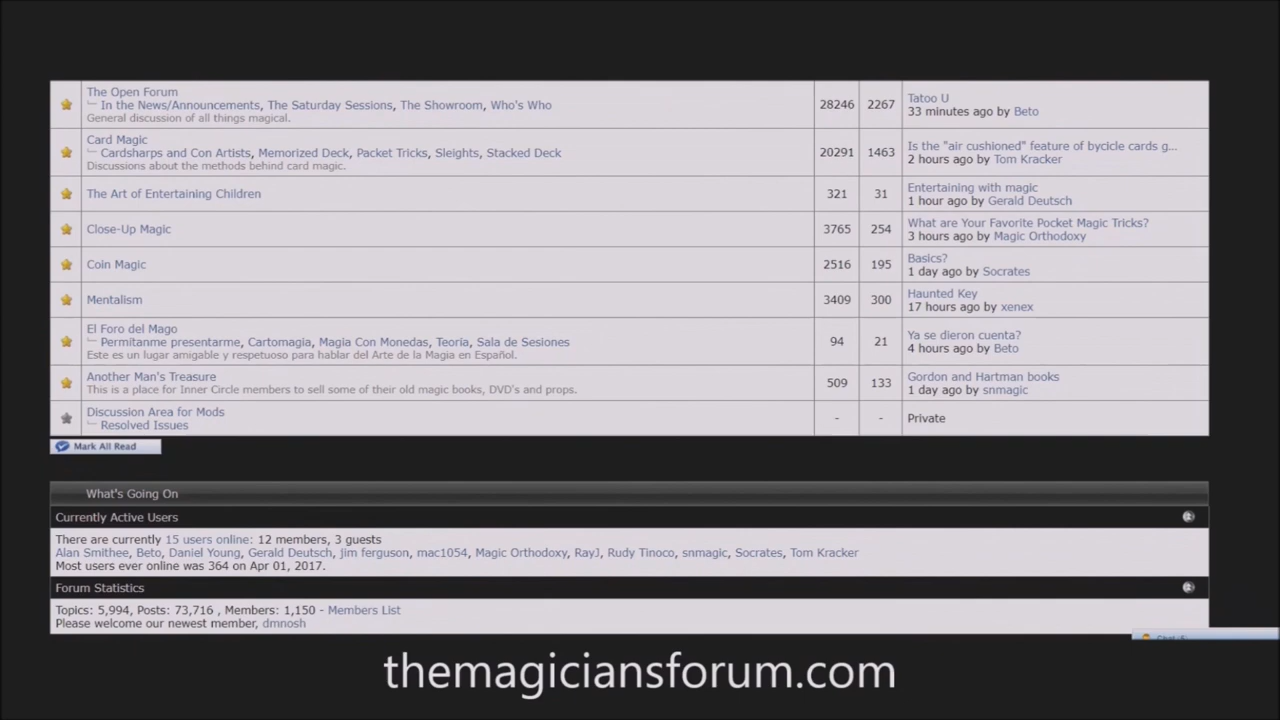 The Open Forum
In the News/Announcements, The Saturday Sessions, The Showroom, Who's Who
General discussion of all things magical.
28246 2267
Tatoo U
33 minutes ago by Beto
Card Magic
Cardsharps and Con Artists, Memorized Deck, Packet Tricks, Sleights, Stacked Deck
Discussions about the methods behind card magic.
20291 1463
Is the "air cushioned" feature of bycicle cards g...
2 hours ago by Tom Kracker
The Art of Entertaining Children
321 31
Entertaining with magic
1 hour ago by Gerald Deutsch
Close-Up Magic
3765 254
What are Your Favorite Pocket Magic Tricks?
3 hours ago by Magic Orthodoxy
Coin Magic
2516 195
Basics?
1 day ago by Socrates
Mentalism
3409 300
Haunted Key
17 hours ago by xenex
El Foro del Mago
Permítanme presentarme, Cartomagia, Magia Con Monedas, Teoría, Sala de Sesiones
Este es un lugar amigable y respetuoso para hablar del Arte de la Magia en Español.
94 21
Ya se dieron cuenta?
4 hours ago by Beto
Another Man's Treasure
This is a place for Inner Circle members to sell some of their old magic books, DVD's and props.
509 133
Gordon and Hartman books
1 day ago by snmagic
Discussion Area for Mods
Resolved Issues
- - Private
Mark All Read
What's Going On
Currently Active Users
There are currently 15 users online: 12 members, 3 guests
Alan Smithee, Beto, Daniel Young, Gerald Deutsch, jim ferguson, mac1054, Magic Orthodoxy, RayJ, Rudy Tinoco, snmagic, Socrates, Tom Kracker
Most users ever online was 364 on Apr 01, 2017.
Forum Statistics
Topics: 5,994, Posts: 73,716 , Members: 1,150 - Members List
Please welcome our newest member, dmnosh
themagiciansforum.com